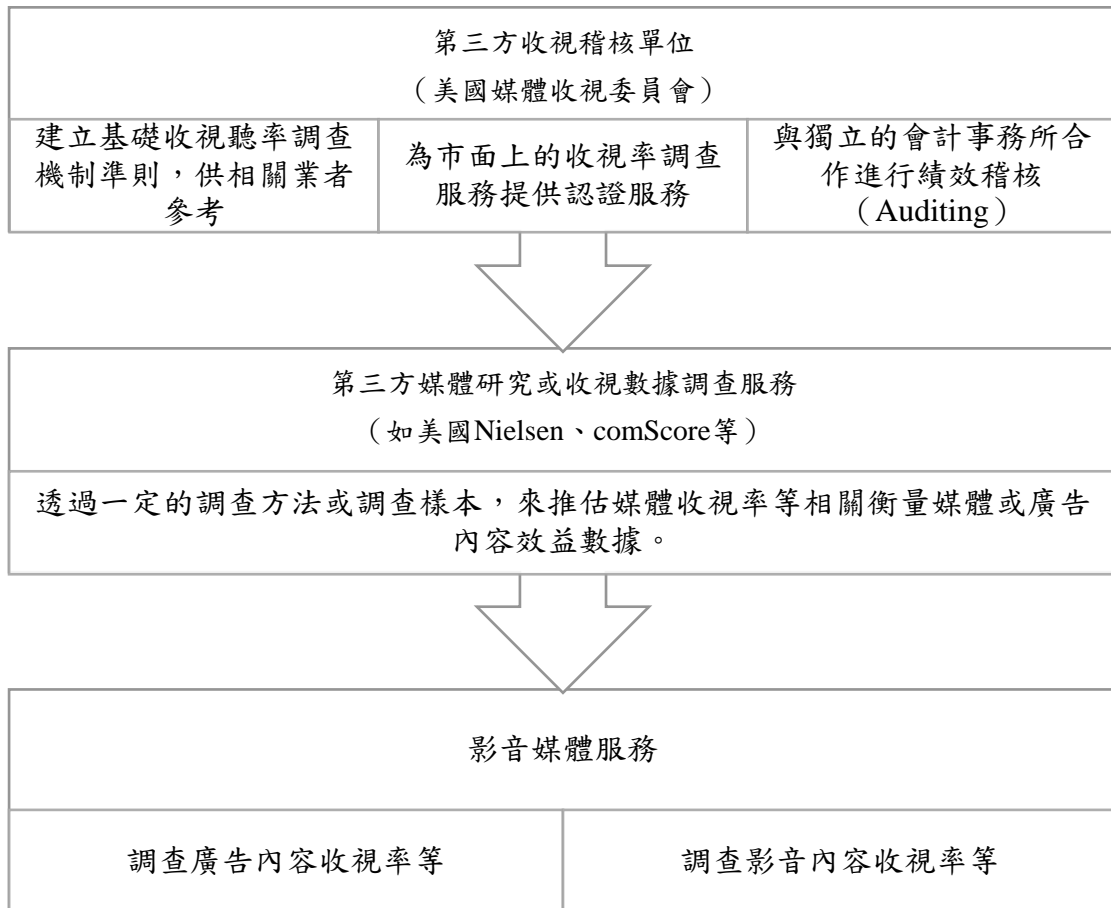 第三方收視稽核單位
（美國媒體收視委員會）
建立基礎收視聽率調查
機制準則，供相關業者
參考
為市面上的收視率調查
服務提供認證服務
與獨立的會計事務所合
作進行績效稽核
（Auditing）
第三方媒體研究或收視數據調查服務
（如美國Nielsen、comScore等）
透過一定的調查方法或調查樣本，來推估媒體收視率等相關衡量媒體或廣告
內容效益數據。
影音媒體服務
調查廣告內容收視率等
調查影音內容收視率等